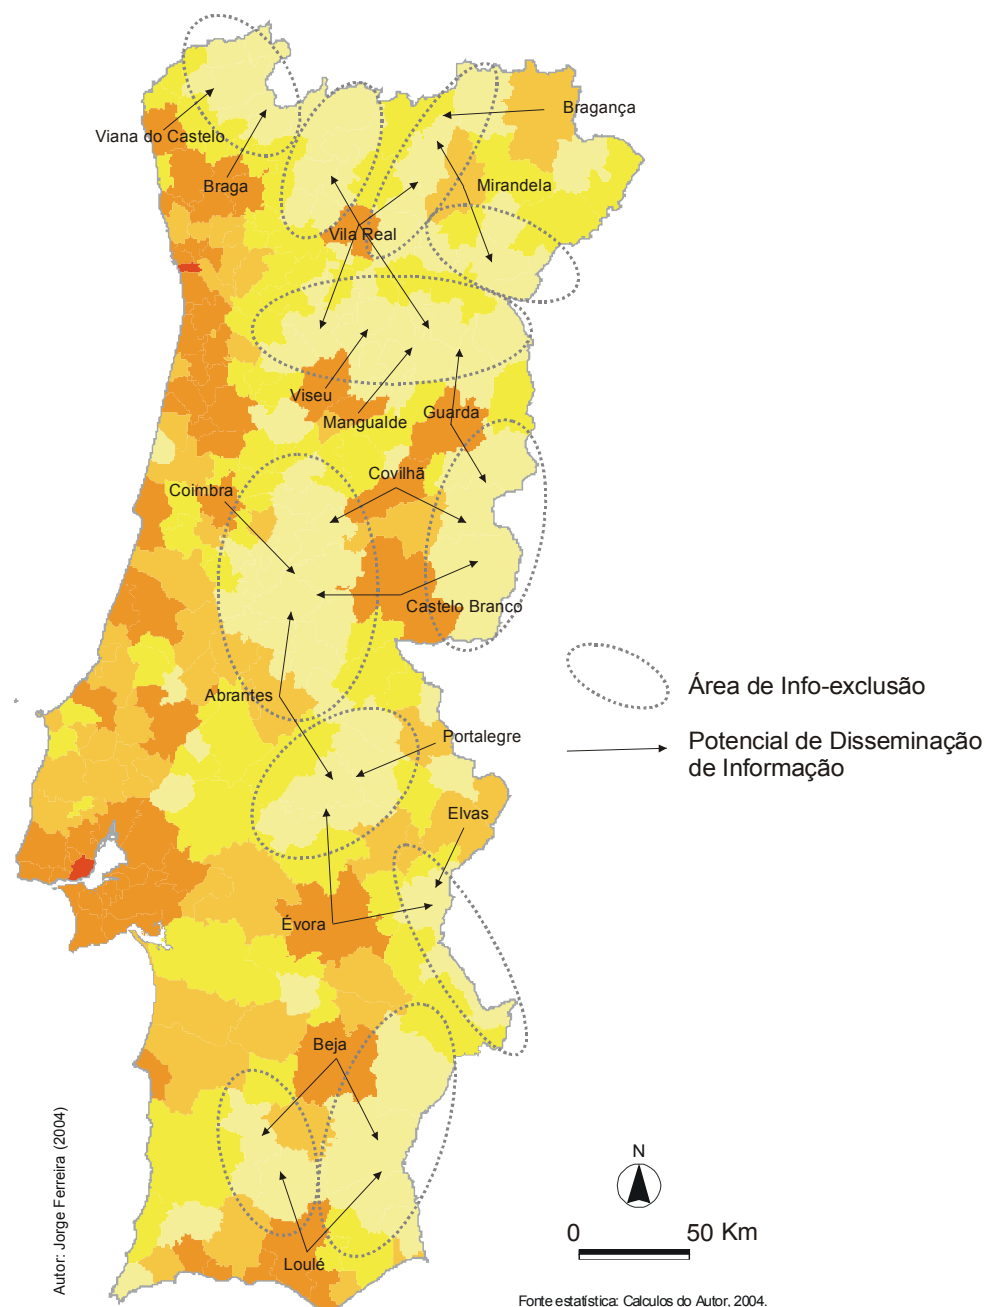 Bragança
Viana do Castelo
Braga
Mirandela
Vila Real
Viseu
Mangualde
Guarda
Covilhã
Coimbra
Castelo Branco
Abrantes
Área de Info-exclusão
Portalegre
Potencial de Disseminação
de Informação
Elvas
Évora
Beja
Loulé
Autor: Jorge Ferreira (2004)
N
0 50 Km
Fonte estatística: Calculos do Autor, 2004.